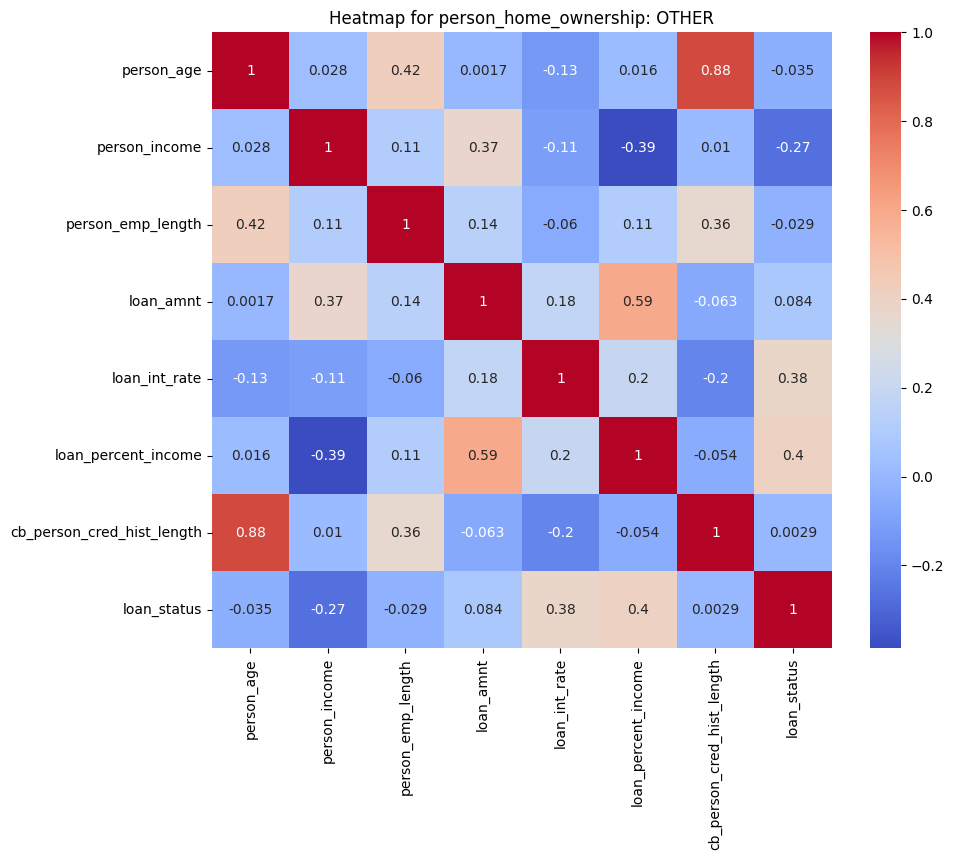 Heatmap for person_home_ownership: OTHER
person_age 1 0.028 0.42 0.0017 -0.13 0.016 0.88 -0.035
person_income 0.028 1 0.11 0.37 -0.11 -0.39 0.01 -0.27
person_emp_length 0.42 0.11 1 0.14 -0.06 0.11 0.36 -0.029
loan_amnt 0.0017 0.37 0.14 1 0.18 0.59 -0.063 0.084
loan_int_rate -0.13 -0.11 -0.06 0.18 1 0.2 -0.2 0.38
loan_percent_income 0.016 -0.39 0.11 0.59 0.2 1 -0.054 0.4
cb_person_cred_hist_length 0.88 0.01 0.36 -0.063 -0.2 -0.054 1 0.0029
loan_status -0.035 -0.27 -0.029 0.084 0.38 0.4 0.0029 1
person_age
person_income
person_emp_length
loan_amnt
loan_int_rate
loan_percent_income
cb_person_cred_hist_length
loan_status
1.0
0.8
0.6
0.4
0.2
0.0
−0.2